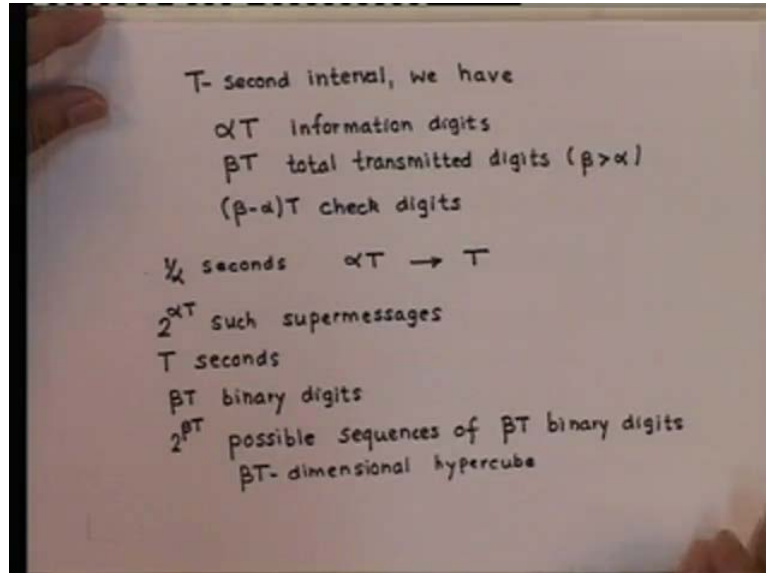 T- second interval, we have
αT information digits
βT total transmitted digits (β>α)
(β-α)T check digits
1/α seconds αT → T
2^αT such supermessages
T seconds
βT binary digits
2^βT possible sequences of βT binary digits
βT- dimensional hypercube